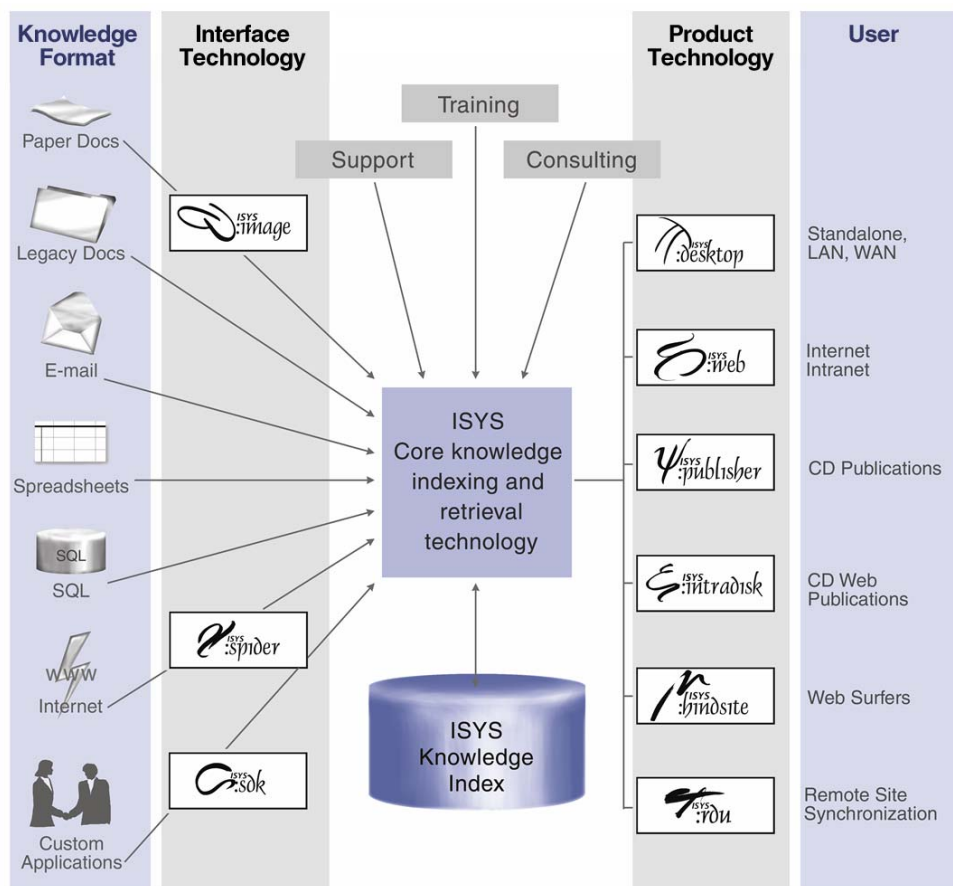 Knowledge
Format
Interface
Technology
Product
Technology
User
Training
Support
Consulting
Paper Docs
Legacy Docs
E-mail
Spreadsheets
SQL
SQL
WWW
Internet
Custom
Applications
ISYS
:image
ISYS
:spider
ISYS
:sdk
ISYS
Core knowledge
indexing and
retrieval
technology
ISYS
Knowledge
Index
ISYS
:desktop
ISYS
:web
ISYS
:publisher
ISYS
:intradisk
ISYS
:hindsite
ISYS
:rdu
Standalone,
LAN, WAN
Internet
Intranet
CD Publications
CD Web
Publications
Web Surfers
Remote Site
Synchronization